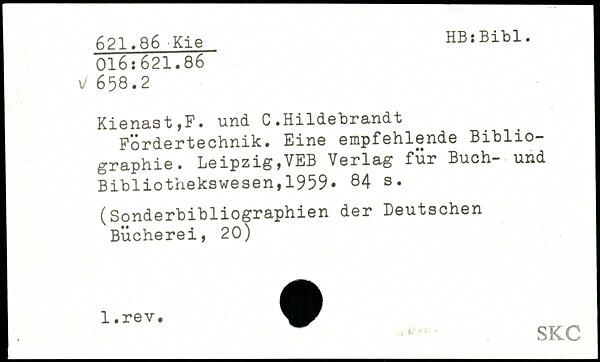 621.86 Kie
HB:Bibl.
016:621.86
√ 658.2
Kienast,F. und C.Hildebrandt
Fördertechnik. Eine empfehlende Biblio-
graphie. Leipzig,VEB Verlag für Buch- und
Bibliothekswesen,1959. 84 s.
(Sonderbibliographien der Deutschen
Bücherei, 20)
1.rev.
SKC